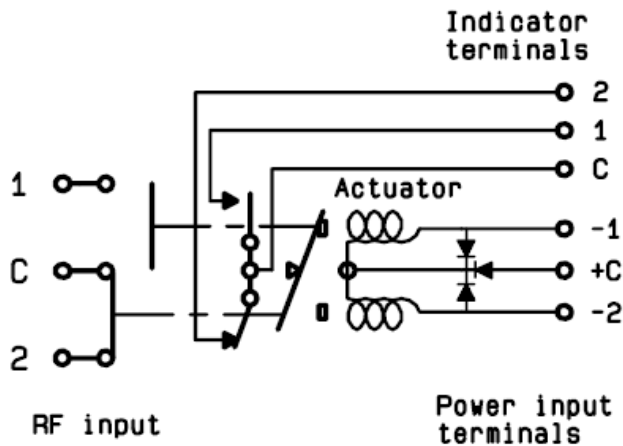 Indicator
terminals
2
1
C
1
Actuator
-1
C
+C
-2
2
RF input
Power input
terminals